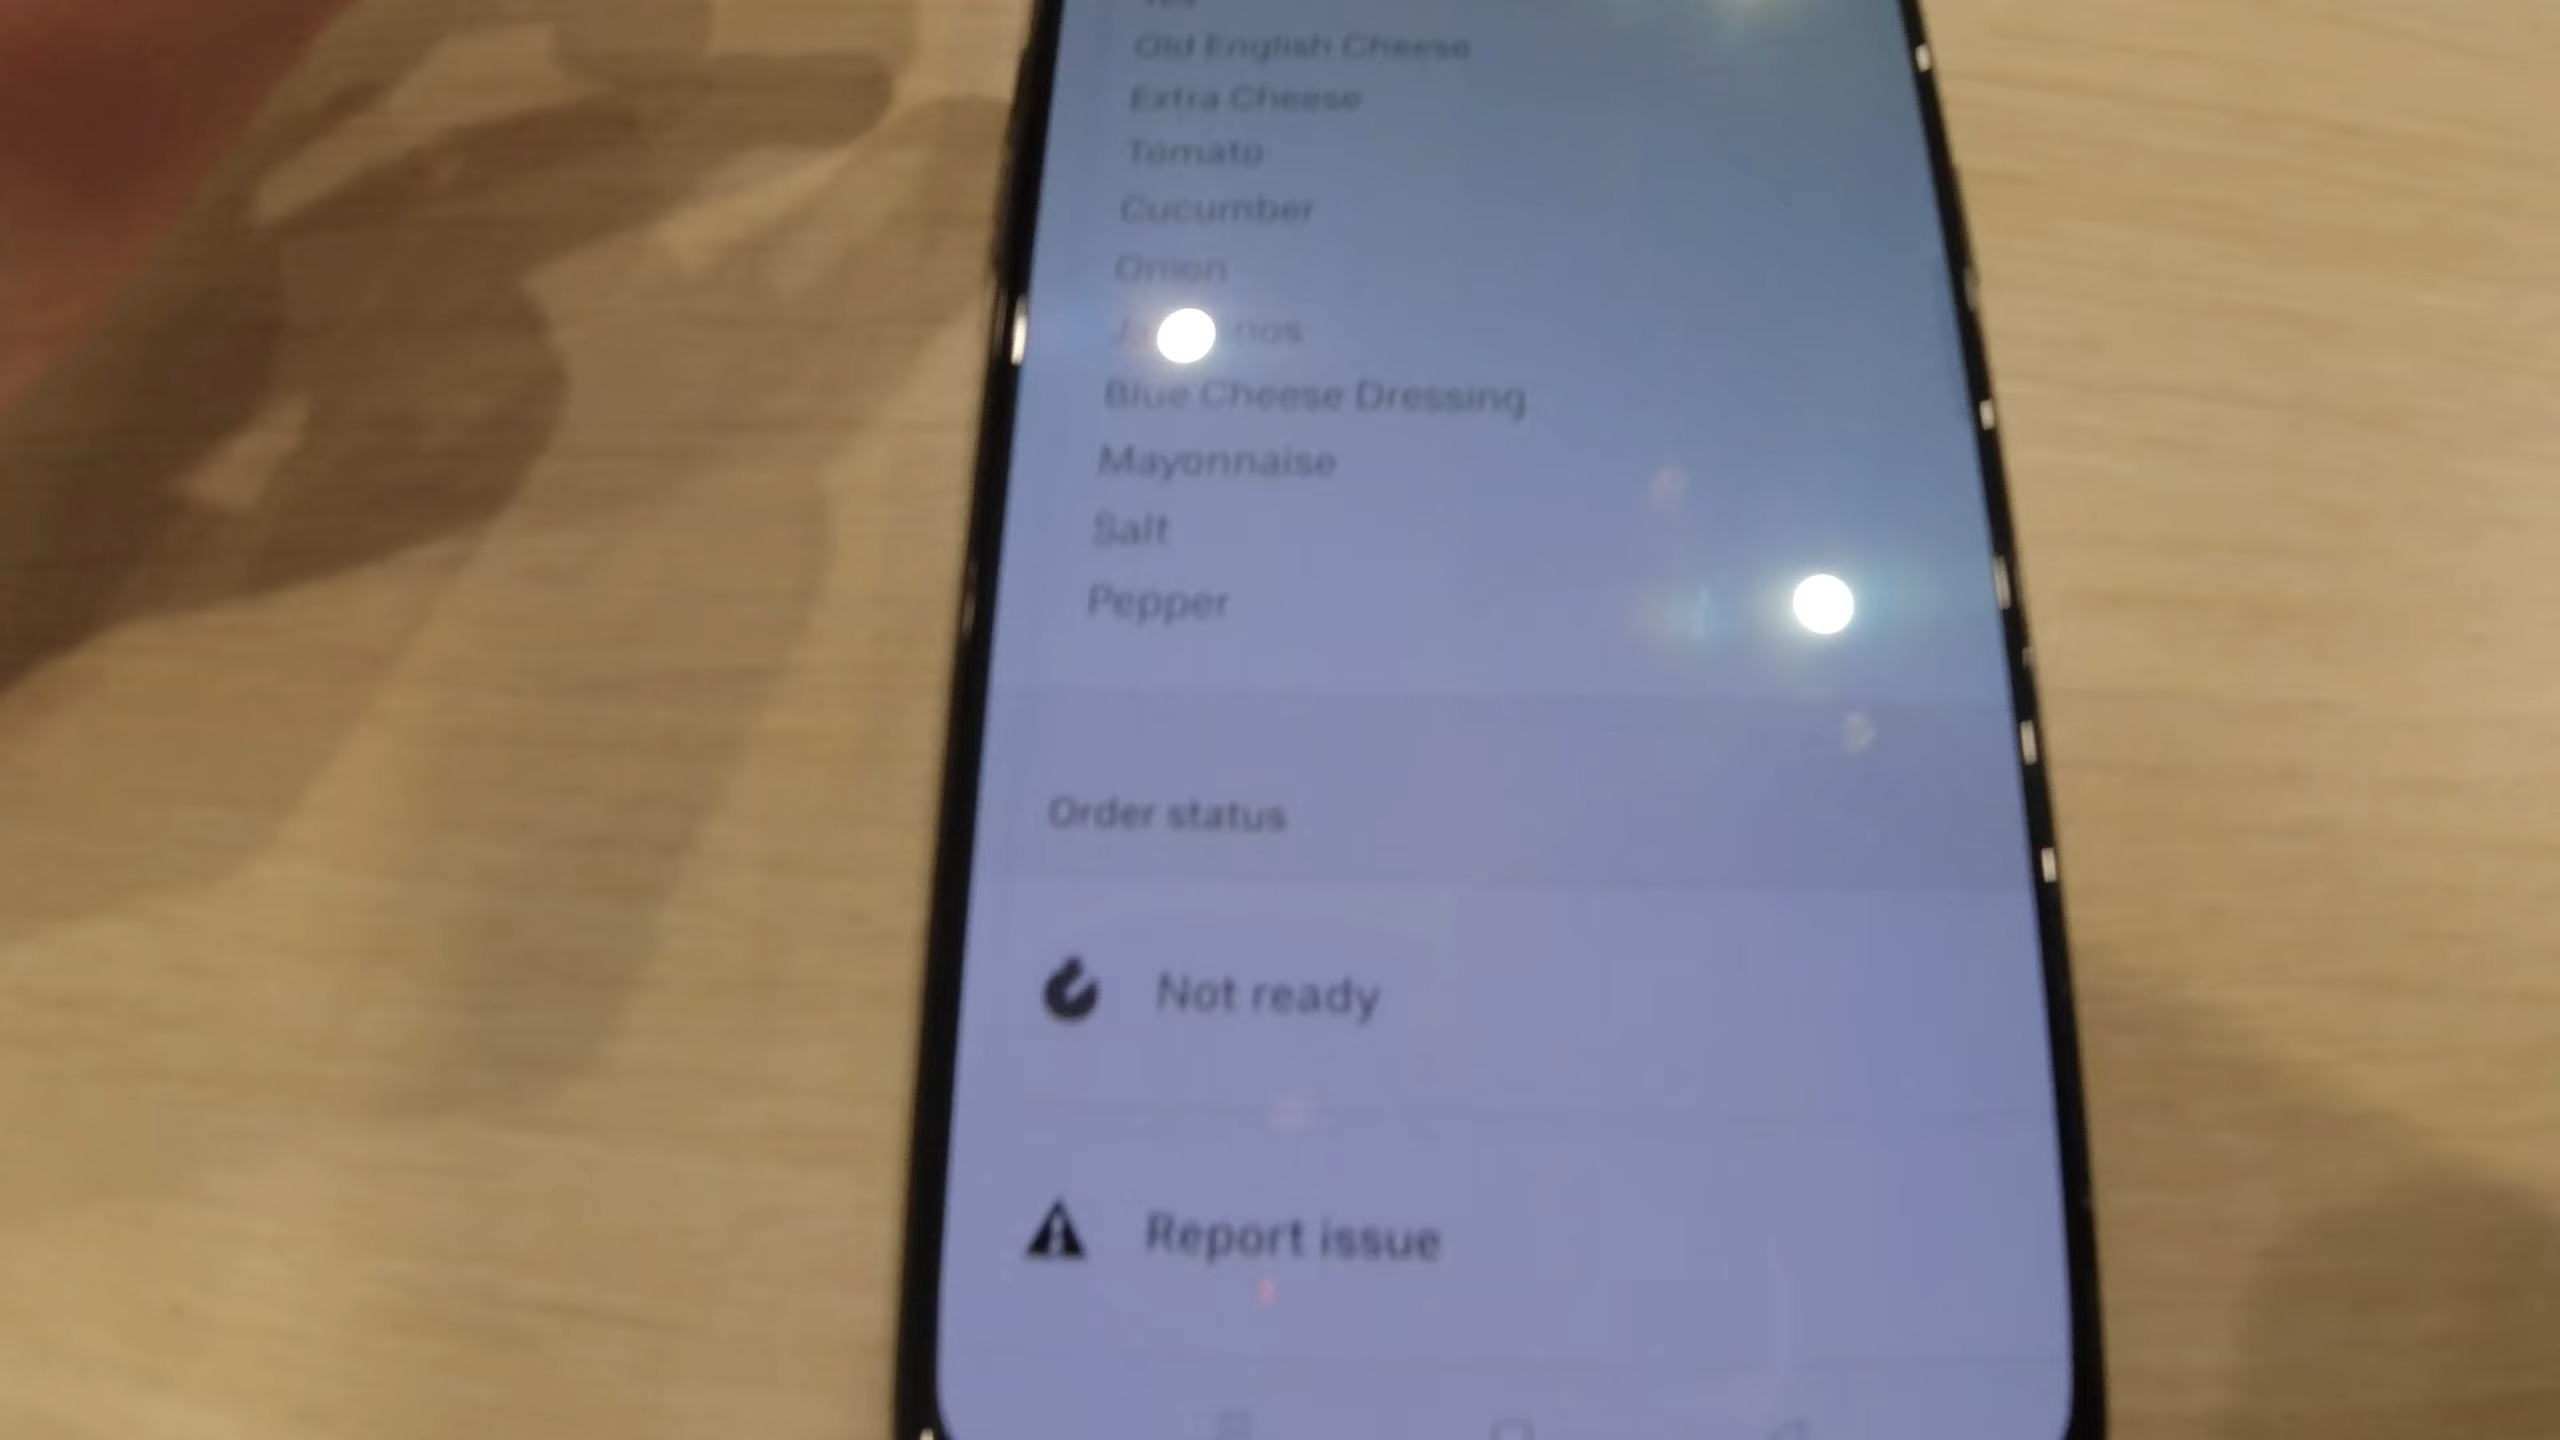 Yes
Old English Cheese
Extra Cheese
Tomato
Cucumber
Onion
Blue Cheese Dressing
Mayonnaise
Salt
Pepper
Order status
Not ready
Report issue